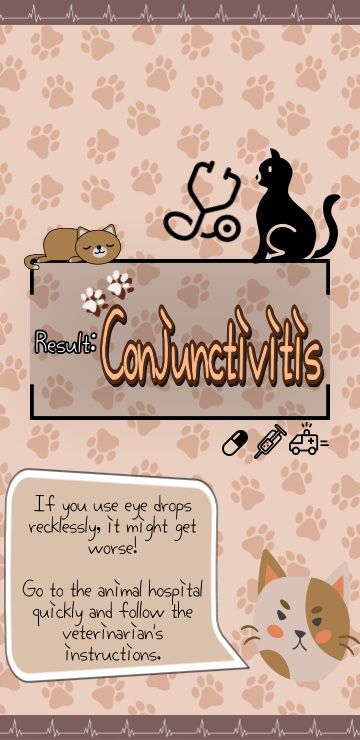 Result: Conjunctivitis
If you use eye drops
recklessly, it might get
worse!
Go to the animal hospital
quickly and follow the
veterinarian's
instructions.